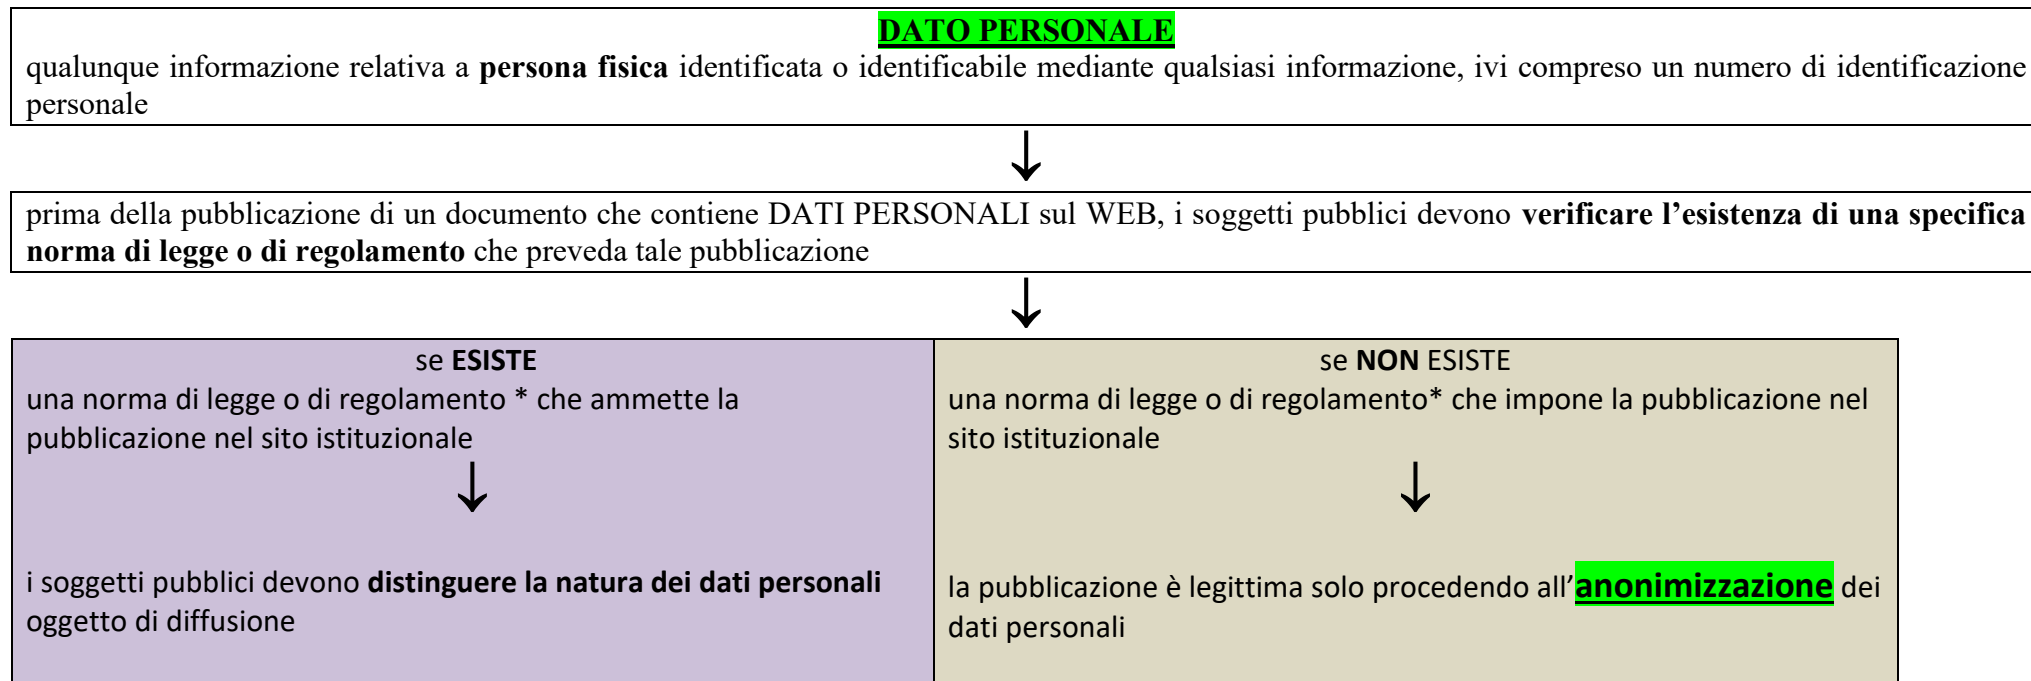 DATO PERSONALE
qualunque informazione relativa a persona fisica identificata o identificabile mediante qualsiasi informazione, ivi compreso un numero di identificazione
personale
↓
prima della pubblicazione di un documento che contiene DATI PERSONALI sul WEB, i soggetti pubblici devono verificare l’esistenza di una specifica
norma di legge o di regolamento che preveda tale pubblicazione
↓
se ESISTE
una norma di legge o di regolamento * che ammette la
pubblicazione nel sito istituzionale
↓
i soggetti pubblici devono distinguere la natura dei dati personali
oggetto di diffusione
se NON ESISTE
una norma di legge o di regolamento* che impone la pubblicazione nel
sito istituzionale
↓
la pubblicazione è legittima solo procedendo all’anonimizzazione dei
dati personali